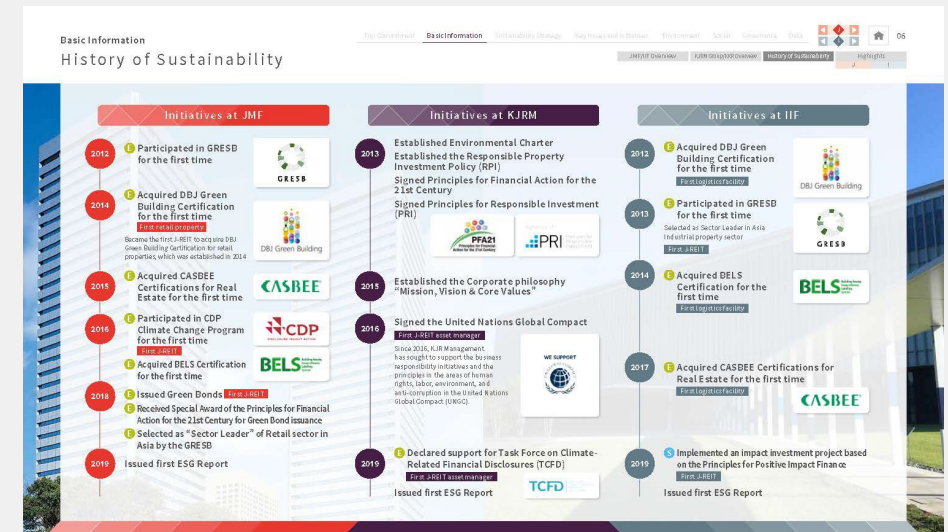 Top Commitment Basic Information Sustainability Strategy Key Issues and Initiatives Environment Social Governance Data
06
Basic Information
History of Sustainability
JMF/IIF Overview KJRM Group/KKR Overview History of Sustainability Highlights
J I
Initiatives at JMF
2012
E Participated in GRESB
for the first time
GRESB
2014
E Acquired DBJ Green
Building Certification
for the first time
First retail property
Became the first J-REIT to acquire DBJ
Green Building Certification for retail
properties, which was established in 2014
DBJ Green Building
2015
E Acquired CASBEE
Certifications for Real
Estate for the first time
CASBEE
2016
E Participated in CDP
Climate Change Program
for the first time
First J-REIT
CDP
E Acquired BELS Certification
for the first time
BELS
2018
E Issued Green Bonds First J-REIT
E Received Special Award of the Principles for Financial
Action for the 21st Century for Green Bond issuance
E Selected as "Sector Leader" of Retail sector in
Asia by the GRESB
2019
Issued first ESG Report
Initiatives at KJRM
2013
Established Environmental Charter
Established the Responsible Property
Investment Policy (RPI)
Signed Principles for Financial Action for the
21st Century
Signed Principles for Responsible Investment
(PRI)
PFA21
PRI
2015
Established the Corporate philosophy
"Mission, Vision & Core Values"
2016
Signed the United Nations Global Compact
First J-REIT asset manager
Since 2016, KJR Management
has sought to support the business
responsibility initiatives and the
principles in the areas of human
rights, labor, environment, and
anti-corruption in the United Nations
Global Compact (UNGC).
WE SUPPORT
2019
E Declared support for Task Force on Climate-
Related Financial Disclosures (TCFD)
First J-REIT asset manager
TCFD
Issued first ESG Report
Initiatives at IIF
2012
E Acquired DBJ Green
Building Certification
for the first time
First logistics facility
DBJ Green Building
2013
E Participated in GRESB
for the first time
Selected as Sector Leader in Asia
Industrial property sector
First J-REIT
GRESB
2014
E Acquired BELS
Certification for the
first time
First logistics facility
BELS
2017
E Acquired CASBEE Certifications for
Real Estate for the first time
First logistics facility
CASBEE
2019
S Implemented an impact investment project based
on the Principles for Positive Impact Finance
First J-REIT
Issued first ESG Report